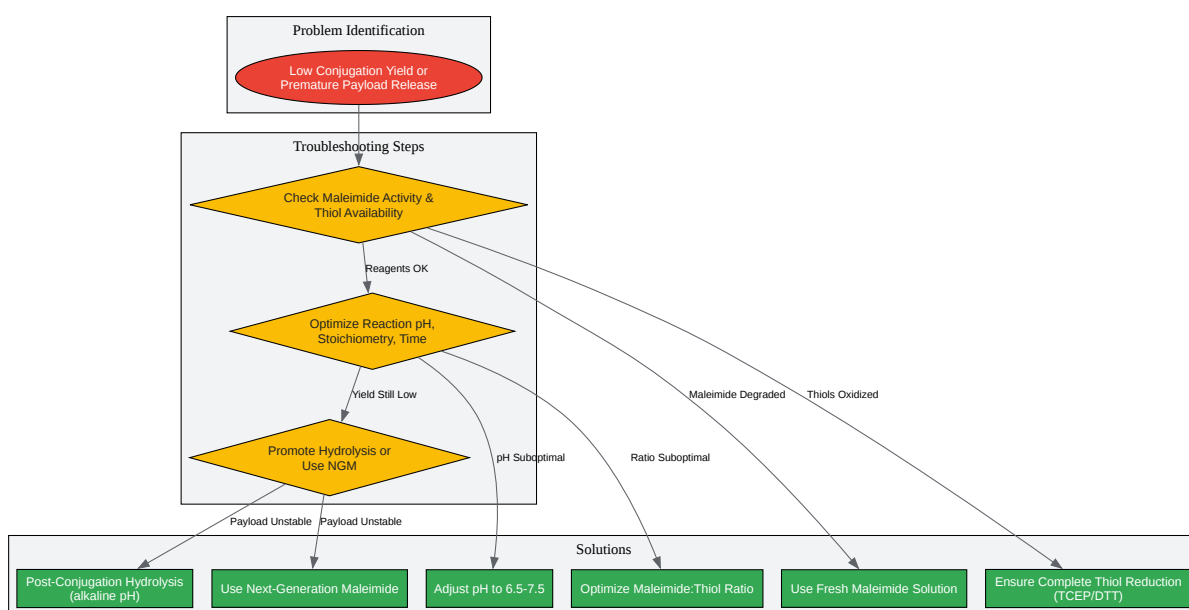 Problem Identification
Low Conjugation Yield or
Premature Payload Release
Troubleshooting Steps
Check Maleimide Activity &
Thiol Availability
Reagents OK
Optimize Reaction pH,
Stoichiometry, Time
Yield Still Low
Maleimide Degraded
Thiols Oxidized
Promote Hydrolysis or
Use NGM
pH Suboptimal
Ratio Suboptimal
Payload Unstable
Payload Unstable
Solutions
Post-Conjugation Hydrolysis
(alkaline pH)
Use Next-Generation Maleimide
Adjust pH to 6.5-7.5
Optimize Maleimide:Thiol Ratio
Use Fresh Maleimide Solution
Ensure Complete Thiol Reduction
(TCEP/DTT)